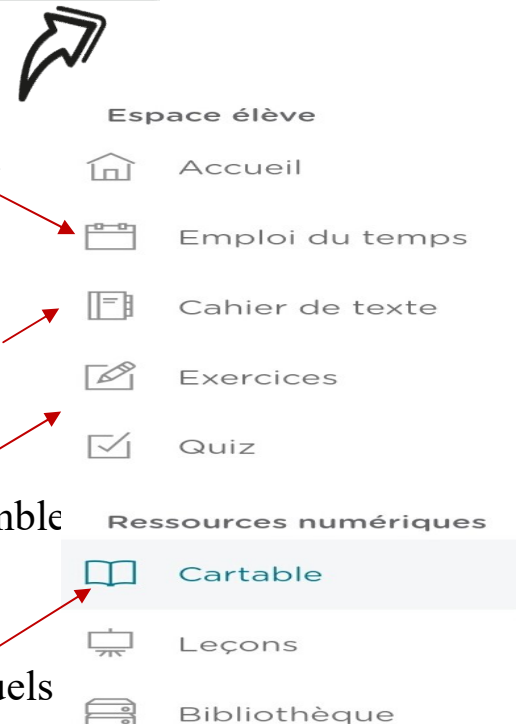 Espace élève
Accueil
Emploi du temps
Cahier de texte
Exercices
Quiz
Ressources numériques
Cartable
Leçons
Bibliothèque